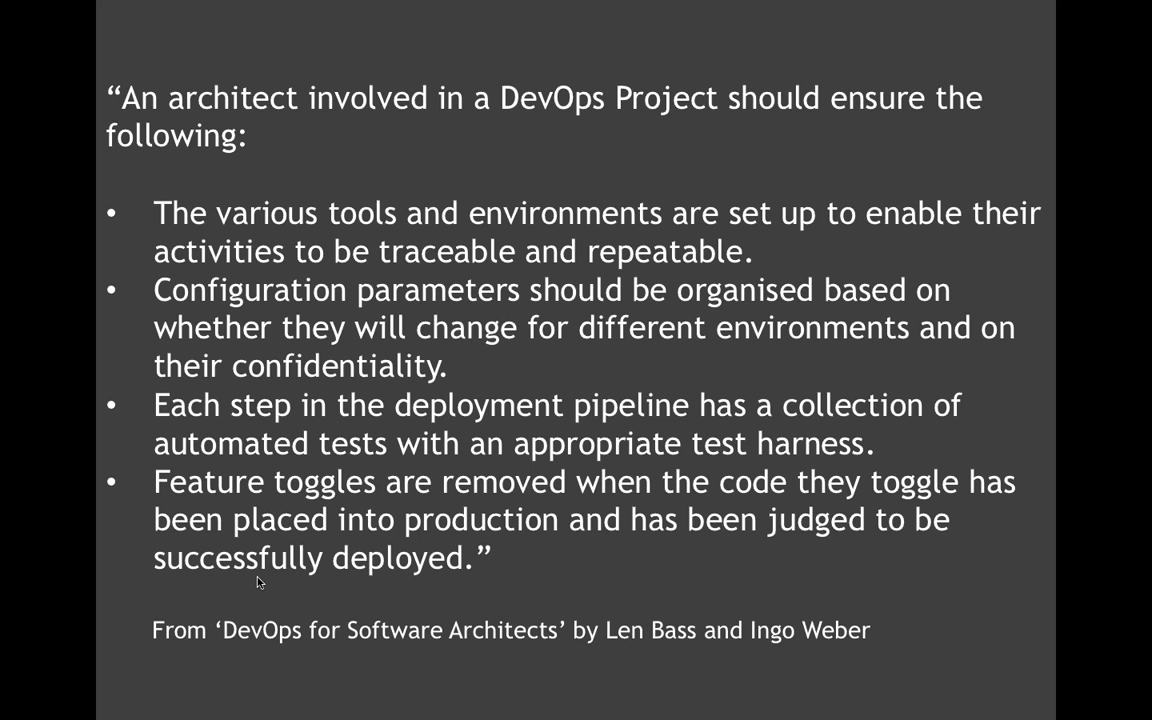 “An architect involved in a DevOps Project should ensure the
following:
• The various tools and environments are set up to enable their
activities to be traceable and repeatable.
• Configuration parameters should be organised based on
whether they will change for different environments and on
their confidentiality.
• Each step in the deployment pipeline has a collection of
automated tests with an appropriate test harness.
• Feature toggles are removed when the code they toggle has
been placed into production and has been judged to be
successfully deployed.”
From ‘DevOps for Software Architects’ by Len Bass and Ingo Weber